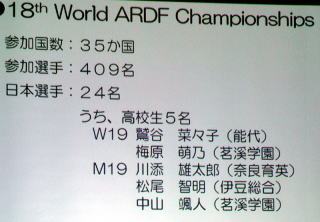 ●18th World ARDF Championships
参加国数：３５か国
参加選手：４０９名
日本選手：２４名
うち、高校生５名
W19 鷲谷 菜々子（能代）
梅原 萌乃（茗溪学園）
M19 川添 雄太郎（奈良育英）
松尾 智明（伊豆総合）
中山 颯人（茗溪学園）